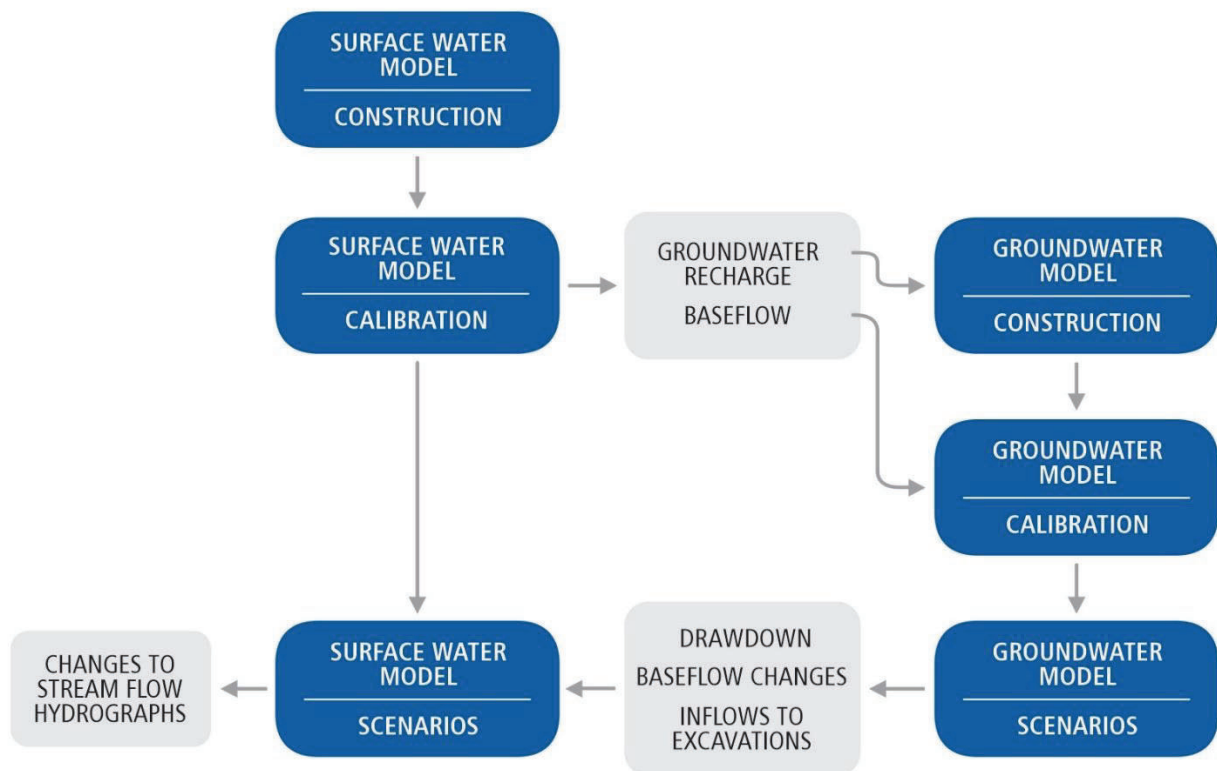 SURFACE WATER
MODEL
CONSTRUCTION
SURFACE WATER
MODEL
CALIBRATION
GROUNDWATER
RECHARGE
BASEFLOW
GROUNDWATER
MODEL
CONSTRUCTION
GROUNDWATER
MODEL
CALIBRATION
CHANGES TO
STREAM FLOW
HYDROGRAPHS
SURFACE WATER
MODEL
SCENARIOS
DRAWDOWN
BASEFLOW CHANGES
INFLOWS TO
EXCAVATIONS
GROUNDWATER
MODEL
SCENARIOS